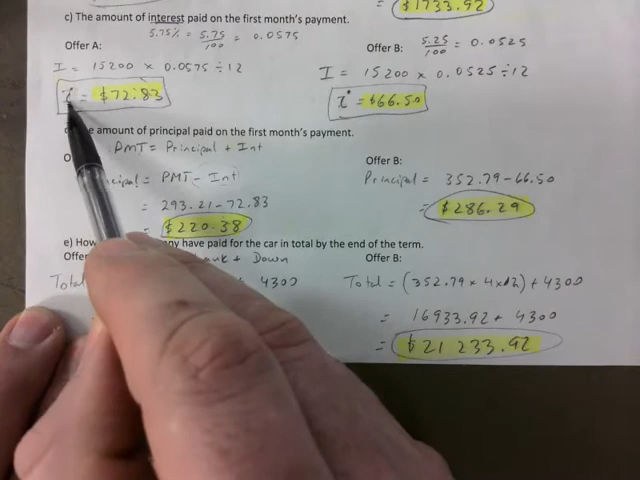 $1733.92
c) The amount of interest paid on the first month's payment.
5.75% = 5.75/100 = 0.0575
Offer A:
I = 15200 × 0.0575 ÷ 12
i = $72.83
Offer B: 5.25/100 = 0.0525
I = 15200 × 0.0525 ÷ 12
i = $66.50
amount of principal paid on the first month's payment.
PMT = Principal + Int
= PMT - Int
= 293.21 - 72.83
= $220.38
Offer B:
Principal = 352.79 - 66.50
= $286.29
e) How have paid for the car in total by the end of the term.
+ Down
Total 4300
Offer B:
Total = (352.79 × 4×12) + 4300
= 16933.92 + 4300
= $21 233.92